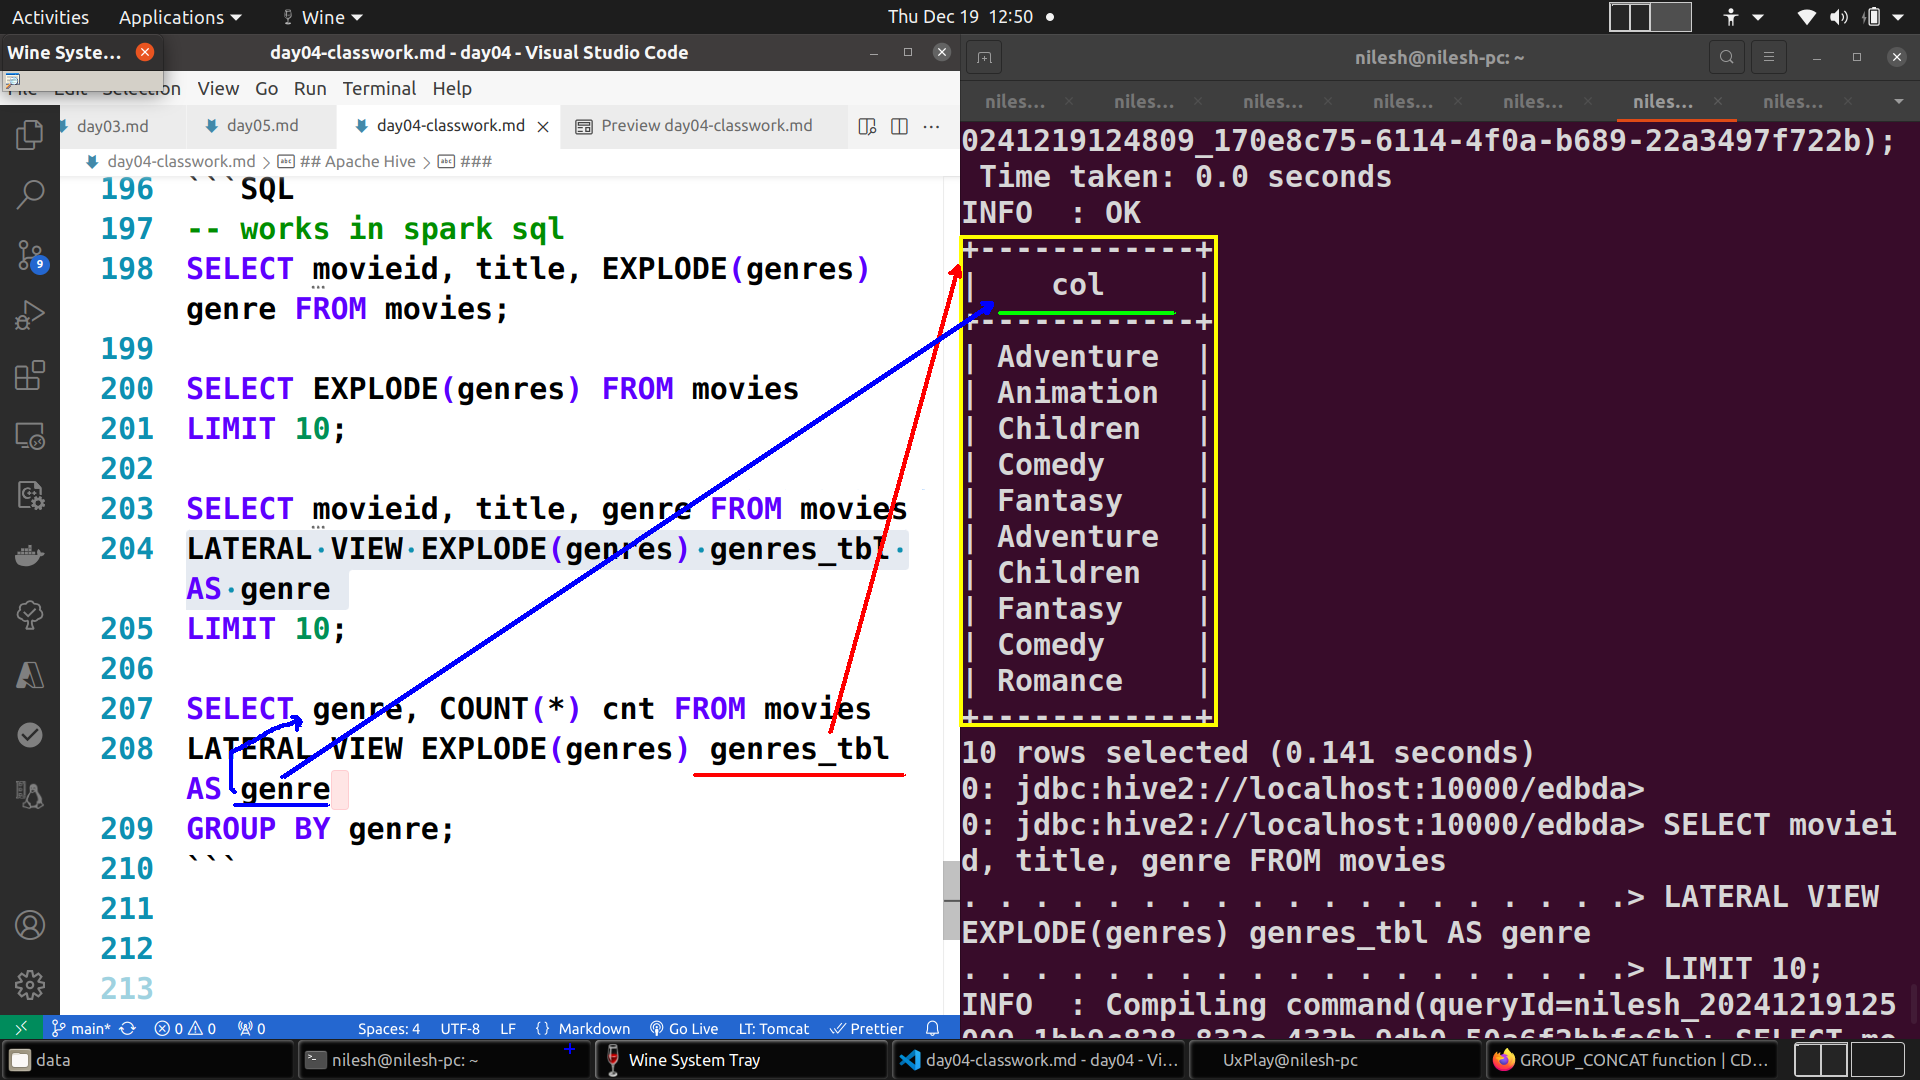 Activities Applications Wine Thu Dec 19 12:50
Wine Syste...
day04-classwork.md - day04 - Visual Studio Code
Selection View Go Run Terminal Help
day03.md day05.md day04-classwork.md Preview day04-classwork.md
day04-classwork.md > ## Apache Hive > ###
196 ```SQL
197 -- works in spark sql
198 SELECT movieid, title, EXPLODE(genres)
genre FROM movies;
199
200 SELECT EXPLODE(genres) FROM movies
201 LIMIT 10;
202
203 SELECT movieid, title, genre FROM movies
204 LATERAL·VIEW·EXPLODE(genres)·genres_tbl·
AS·genre
205 LIMIT 10;
206
207 SELECT genre, COUNT(*) cnt FROM movies
208 LATERAL VIEW EXPLODE(genres) genres_tbl
AS genre
209 GROUP BY genre;
210 ```
211
212
213
9
main* 0 0 0 Spaces: 4 UTF-8 LF {} Markdown Go Live LT: Tomcat Prettier
nilesh@nilesh-pc: ~
niles... niles... niles... niles... niles... niles... niles...
0241219124809_170e8c75-6114-4f0a-b689-22a3497f722b);
Time taken: 0.0 seconds
INFO  : OK
+------------+
|    col     |
+------------+
| Adventure  |
| Animation  |
| Children   |
| Comedy     |
| Fantasy    |
| Adventure  |
| Children   |
| Fantasy    |
| Comedy     |
| Romance    |
+------------+
10 rows selected (0.141 seconds)
0: jdbc:hive2://localhost:10000/edbda>
0: jdbc:hive2://localhost:10000/edbda> SELECT moviei
d, title, genre FROM movies
. . . . . . . . . . . . . . . . . . .> LATERAL VIEW
EXPLODE(genres) genres_tbl AS genre
. . . . . . . . . . . . . . . . . . .> LIMIT 10;
INFO  : Compiling command(queryId=nilesh_20241219125
data nilesh@nilesh-pc: ~ Wine System Tray day04-classwork.md - day04 - Vi... UxPlay@nilesh-pc GROUP_CONCAT function | CD...